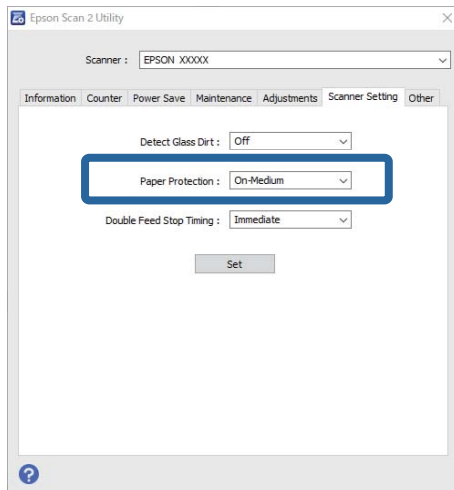 Epson Scan 2 Utility
Scanner : EPSON XXXXX
Information Counter Power Save Maintenance Adjustments Scanner Setting Other
Detect Glass Dirt : Off
Paper Protection : On-Medium
Double Feed Stop Timing : Immediate
Set
?